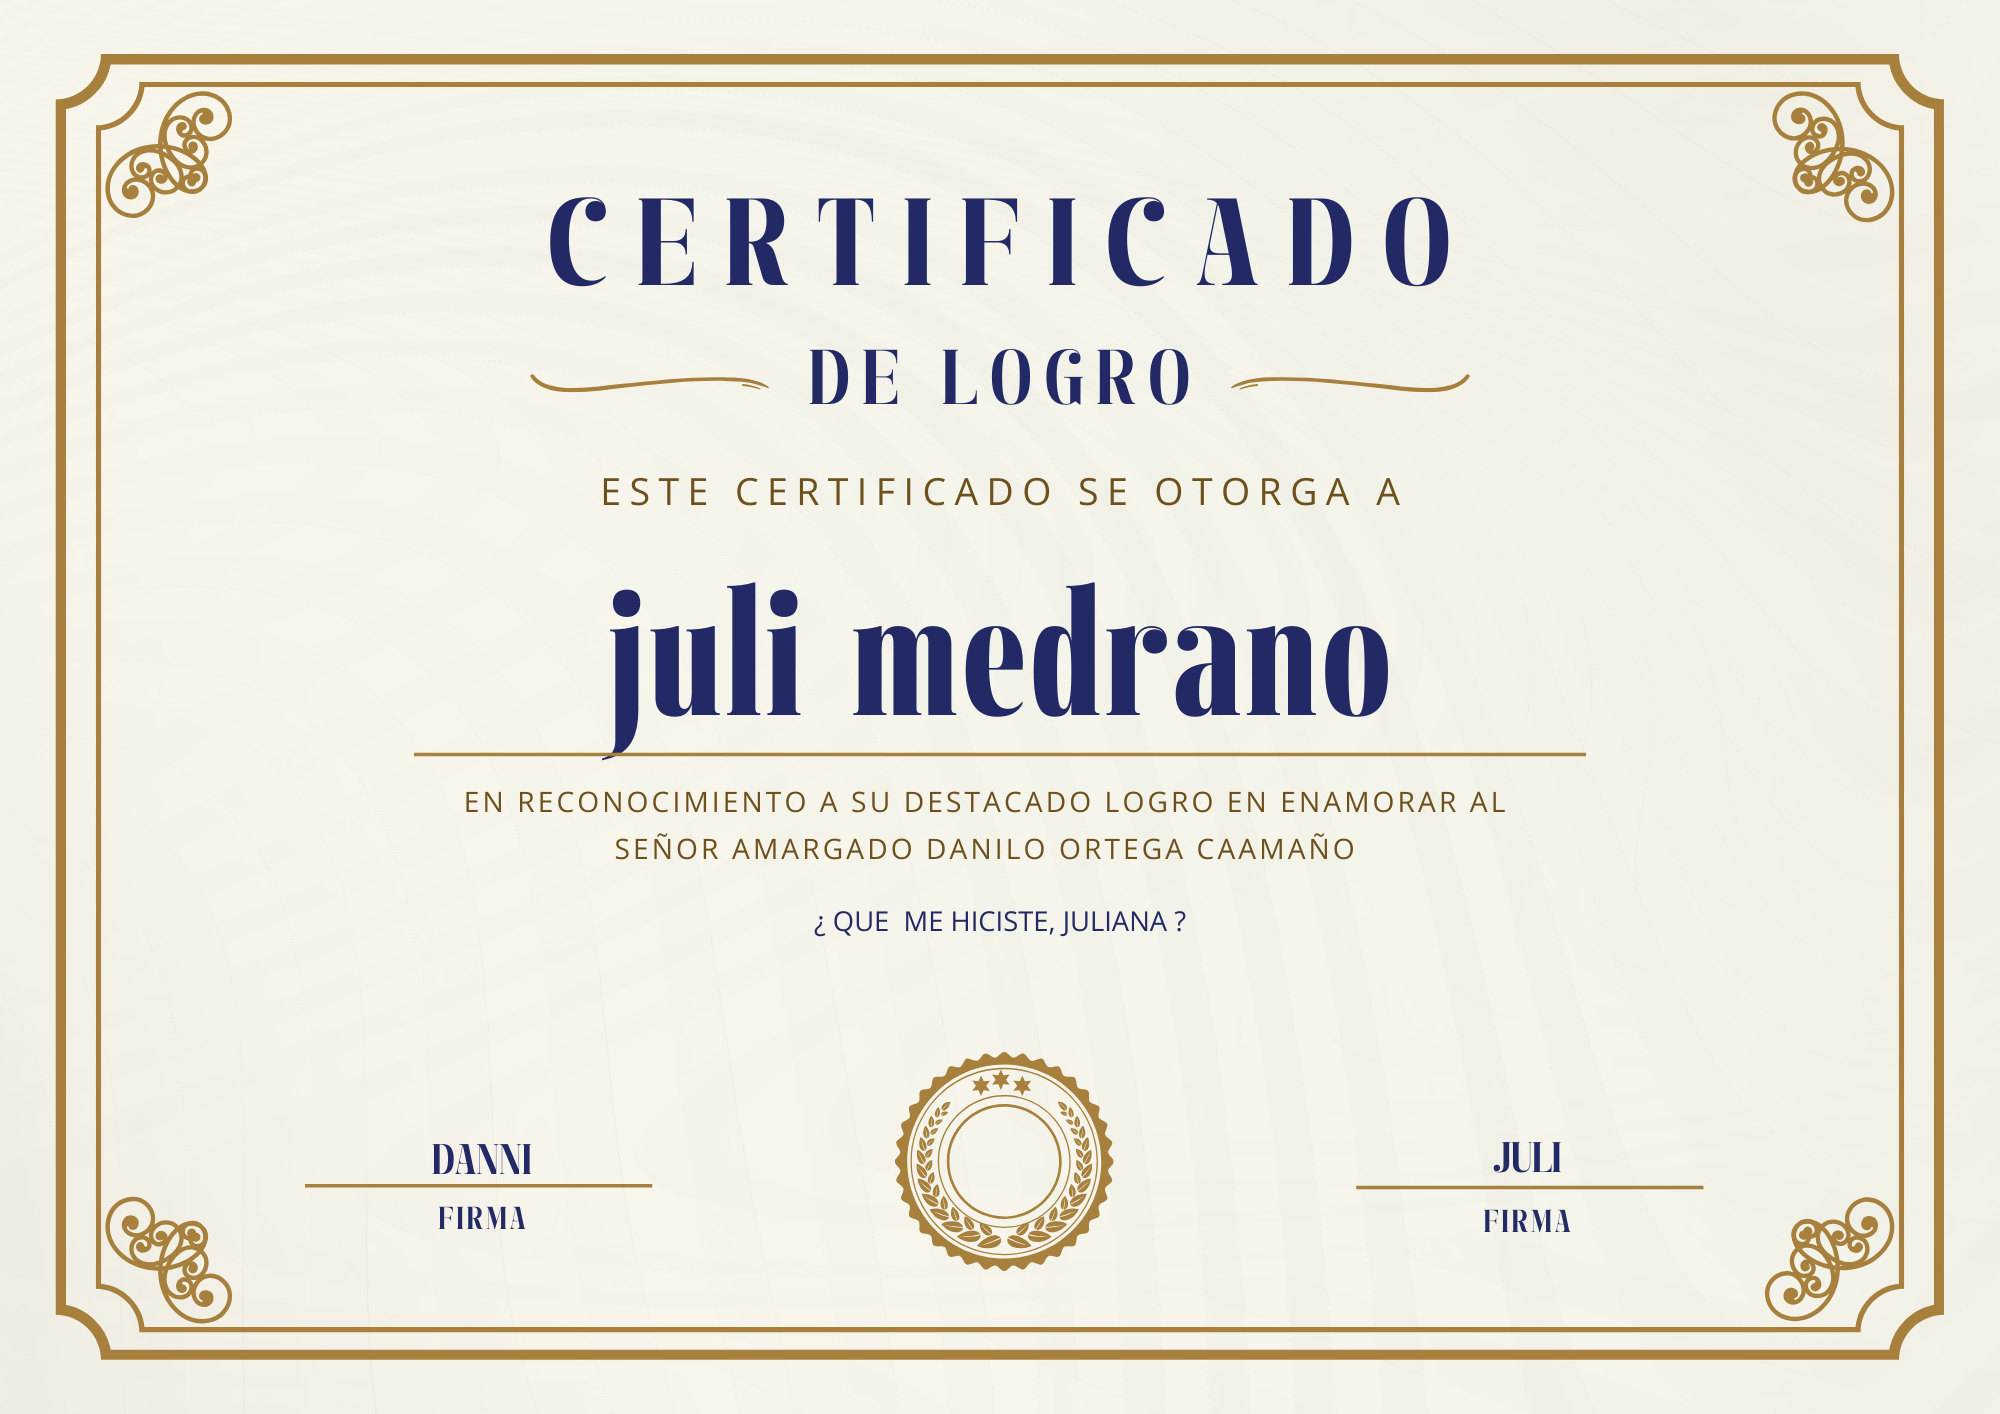 CERTIFICADO
DE LOGRO
ESTE CERTIFICADO SE OTORGA A
juli medrano
EN RECONOCIMIENTO A SU DESTACADO LOGRO EN ENAMORAR AL
SEÑOR AMARGADO DANILO ORTEGA CAAMAÑO
¿ QUE  ME HICISTE, JULIANA ?
DANNI
FIRMA
JULI
FIRMA